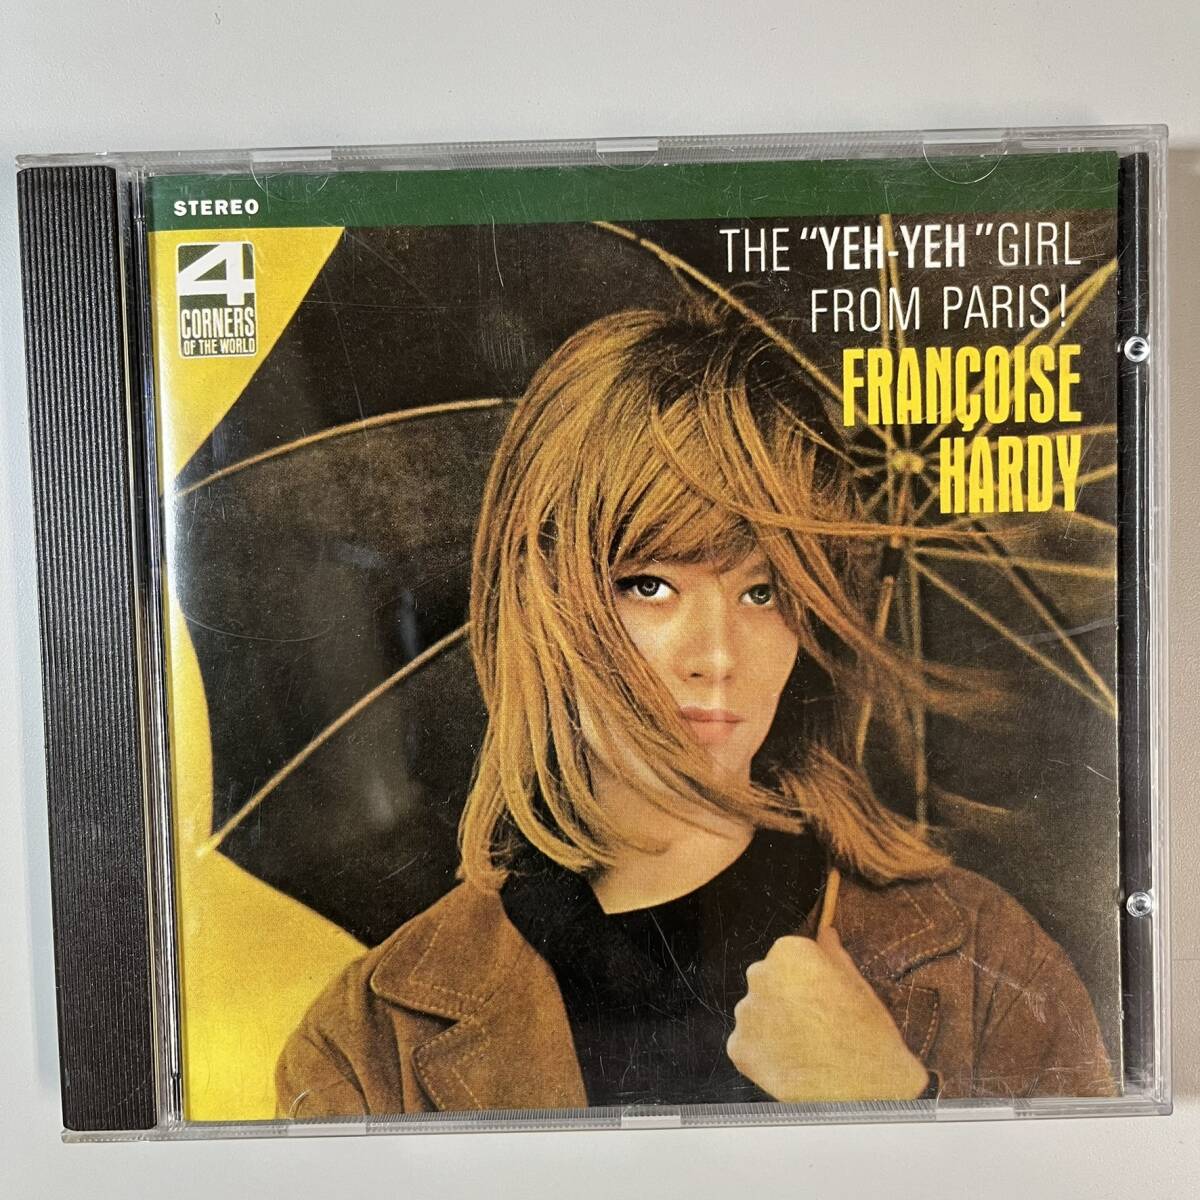 STEREO
4
CORNERS
OF THE WORLD
THE "YEH-YEH" GIRL
FROM PARIS!
FRANÇOISE
HARDY